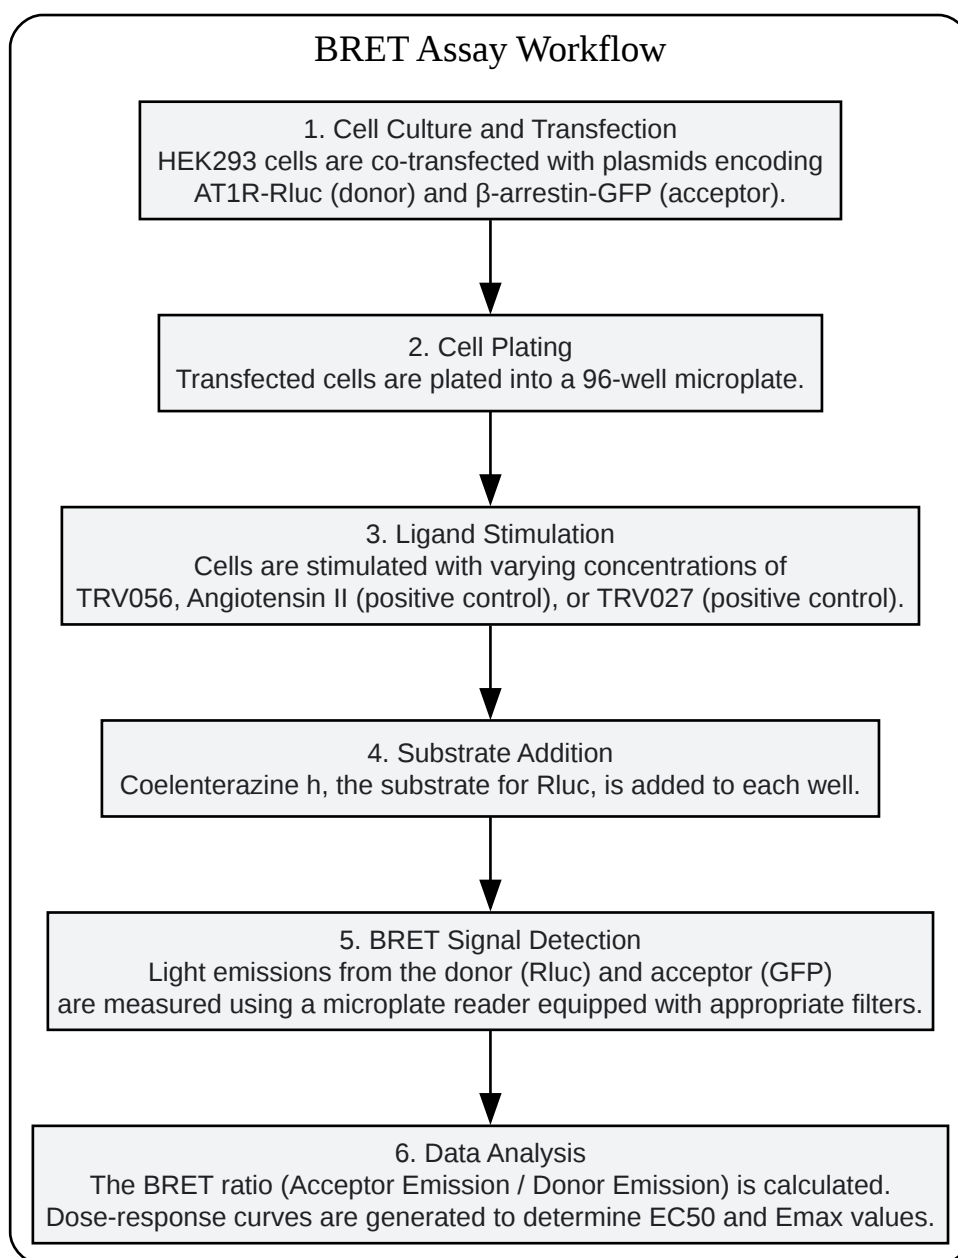 BRET Assay Workflow
1. Cell Culture and Transfection
HEK293 cells are co-transfected with plasmids encoding
AT1R-Rluc (donor) and β-arrestin-GFP (acceptor).
2. Cell Plating
Transfected cells are plated into a 96-well microplate.
3. Ligand Stimulation
Cells are stimulated with varying concentrations of
TRV056, Angiotensin II (positive control), or TRV027 (positive control).
4. Substrate Addition
Coelenterazine h, the substrate for Rluc, is added to each well.
5. BRET Signal Detection
Light emissions from the donor (Rluc) and acceptor (GFP)
are measured using a microplate reader equipped with appropriate filters.
6. Data Analysis
The BRET ratio (Acceptor Emission / Donor Emission) is calculated.
Dose-response curves are generated to determine EC50 and Emax values.